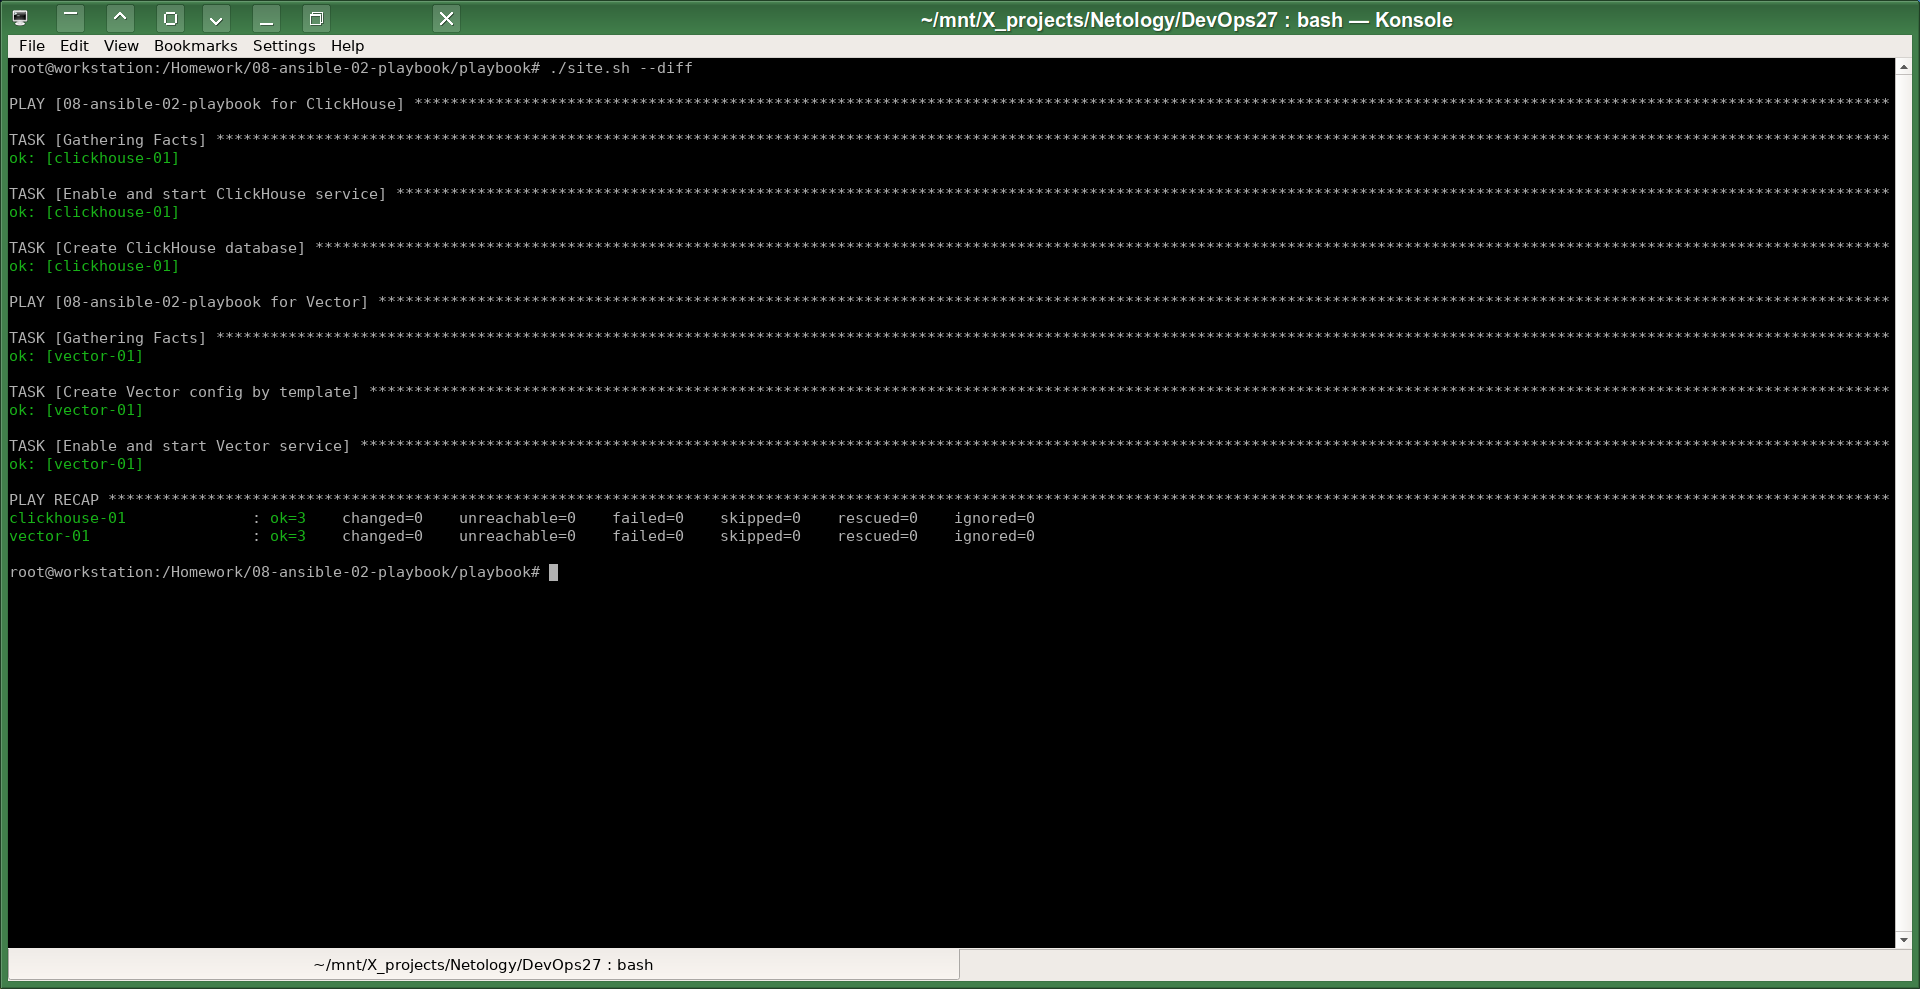 ~/mnt/X_projects/Netology/DevOps27 : bash — Konsole
File Edit View Bookmarks Settings Help
root@workstation:/Homework/08-ansible-02-playbook/playbook# ./site.sh --diff
PLAY [08-ansible-02-playbook for ClickHouse] ****************************************************************************************************************************************************************
TASK [Gathering Facts] ******************************************************************************************************************************************************************************************
ok: [clickhouse-01]
TASK [Enable and start ClickHouse service] **********************************************************************************************************************************************************************
ok: [clickhouse-01]
TASK [Create ClickHouse database] *******************************************************************************************************************************************************************************
ok: [clickhouse-01]
PLAY [08-ansible-02-playbook for Vector] ************************************************************************************************************************************************************************
TASK [Gathering Facts] ******************************************************************************************************************************************************************************************
ok: [vector-01]
TASK [Create Vector config by template] *************************************************************************************************************************************************************************
ok: [vector-01]
TASK [Enable and start Vector service] **************************************************************************************************************************************************************************
ok: [vector-01]
PLAY RECAP ******************************************************************************************************************************************************************************************************
clickhouse-01              : ok=3    changed=0    unreachable=0    failed=0    skipped=0    rescued=0    ignored=0
vector-01                  : ok=3    changed=0    unreachable=0    failed=0    skipped=0    rescued=0    ignored=0
root@workstation:/Homework/08-ansible-02-playbook/playbook#
~/mnt/X_projects/Netology/DevOps27 : bash